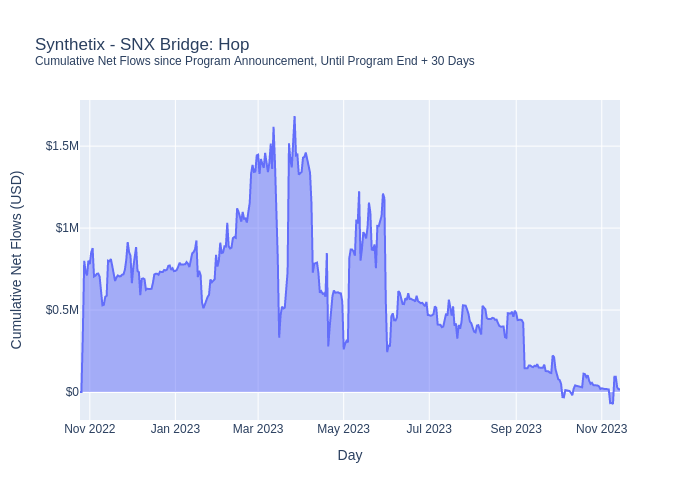 Synthetix - SNX Bridge: Hop
Cumulative Net Flows since Program Announcement, Until Program End + 30 Days
Cumulative Net Flows (USD)
$1.5M
$1M
$0.5M
$0
Nov 2022
Jan 2023
Mar 2023
May 2023
Jul 2023
Sep 2023
Nov 2023
Day